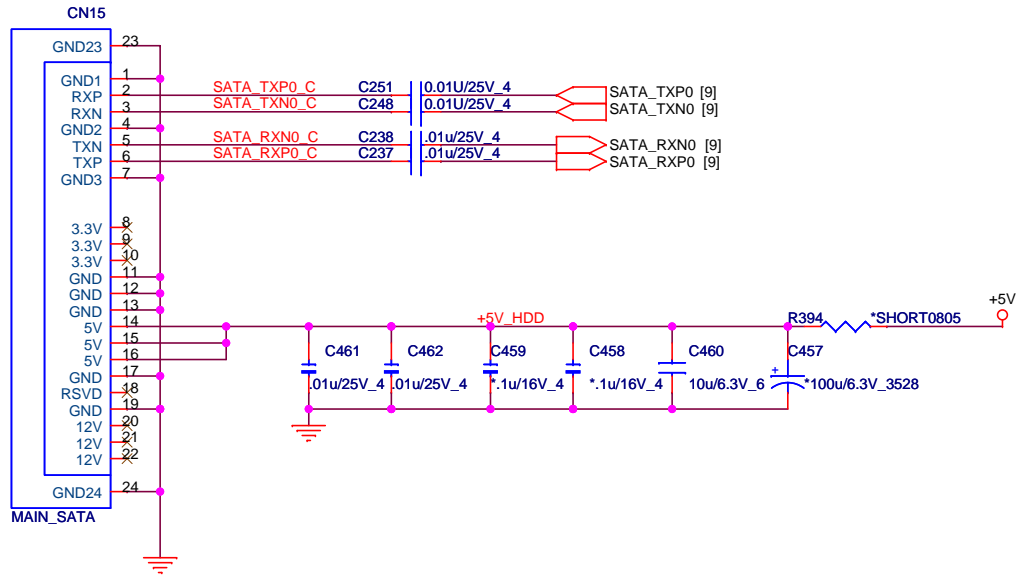 CN15
GND23 23
GND1 1
RXP 2 SATA_TXP0_C C251 0.01U/25V_4 SATA_TXP0 [9]
RXN 3 SATA_TXN0_C C248 0.01U/25V_4 SATA_TXN0 [9]
GND2 4
TXN 5 SATA_RXN0_C C238 .01u/25V_4 SATA_RXN0 [9]
TXP 6 SATA_RXP0_C C237 .01u/25V_4 SATA_RXP0 [9]
GND3 7
3.3V 8
3.3V 9
3.3V 10
GND 11
GND 12
GND 13
+5V
5V 14 +5V_HDD R394 *SHORT0805
5V 15
5V 16
C461 C462 C459 C458 C460 C457
GND 17
.01u/25V_4 .01u/25V_4 *.1u/16V_4 *.1u/16V_4 10u/6.3V_6 + *100u/6.3V_3528
RSVD 18
GND 19
12V 20
12V 21
12V 22
GND24 24
MAIN_SATA